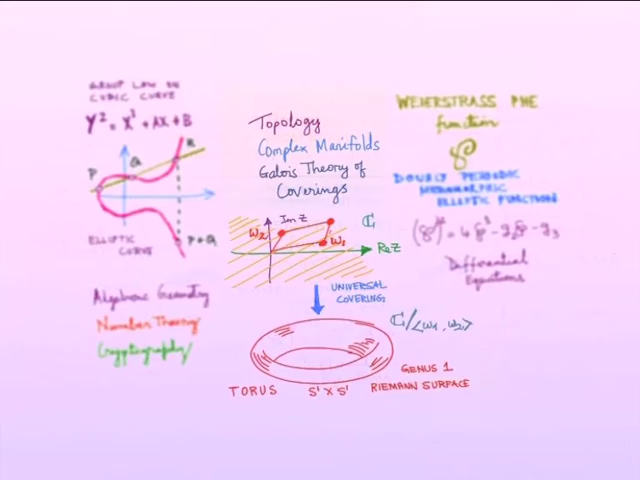 GROUP LAW ON
CUBIC CURVE
Y² = X³ + AX + B
P
Q
R
P+Q
ELLIPTIC
CURVE
Algebraic Geometry
Number Theory
Cryptography
Topology
Complex Manifolds
Galois Theory of
Coverings
Im Z
ℂ
ω₂
ω₁
Re Z
UNIVERSAL
COVERING
ℂ/<ω₁, ω₂>
GENUS 1
TORUS S¹ X S¹ RIEMANN SURFACE
WEIERSTRASS PHE
function
℘
DOUBLY PERIODIC
MEROMORPHIC
ELLIPTIC FUNCTION
(℘')² = 4℘³ - g₂℘ - g₃
Differential
Equations